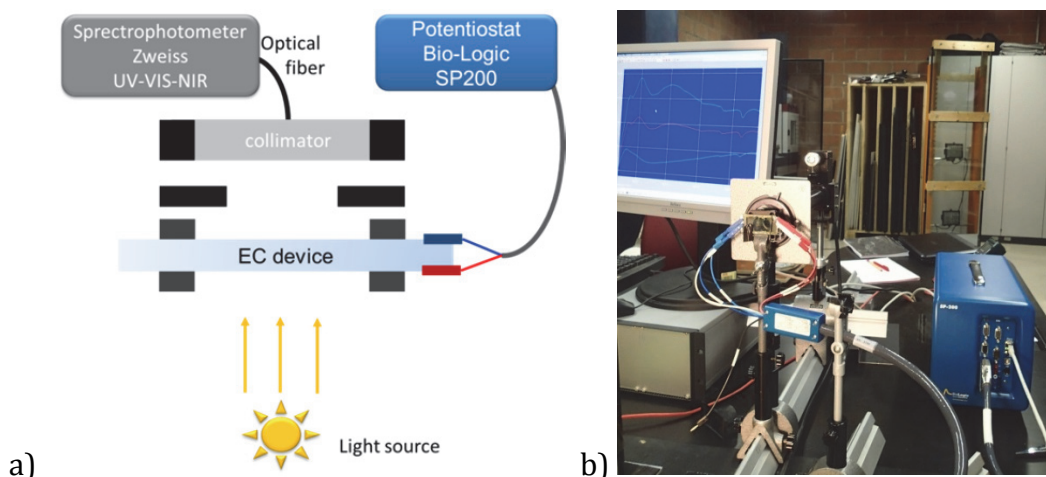 Sprectrophotometer
Zweiss
UV-VIS-NIR
Optical
fiber
Potentiostat
Bio-Logic
SP200
collimator
EC device
Light source
a)
b)
SP-200